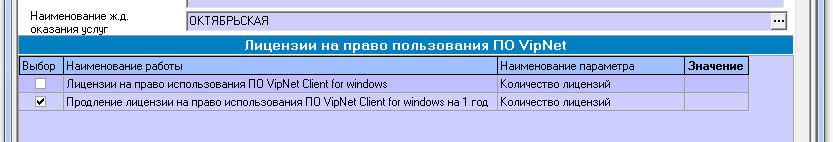 Наименование ж.д.
оказания услуг
ОКТЯБРЬСКАЯ ...
Лицензии на право пользования ПО VipNet
Выбор Наименование работы Наименование параметра Значение
Лицензии на право использования ПО VipNet Client for windows Количество лицензий
Продление лицензии на право использования ПО VipNet Client for windows на 1 год Количество лицензий